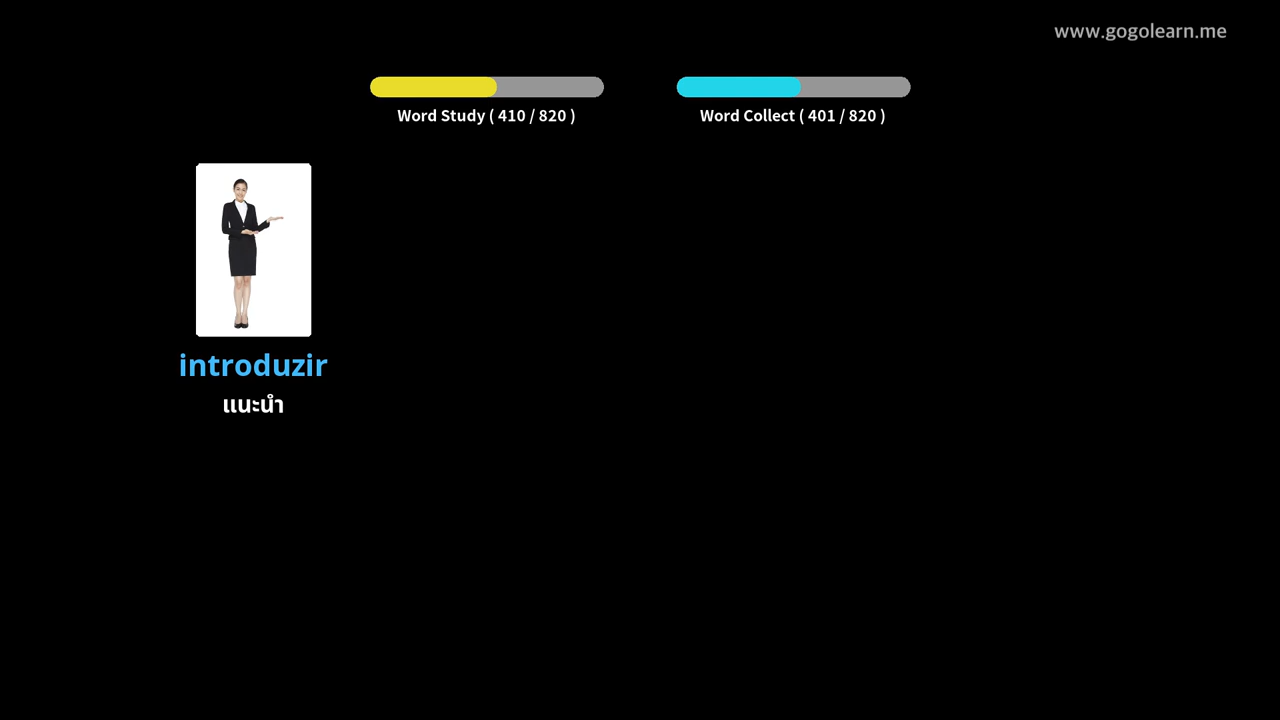 www.gogolearn.me
Word Study ( 410 / 820 )
Word Collect ( 401 / 820 )
introduzir
แนะนำ